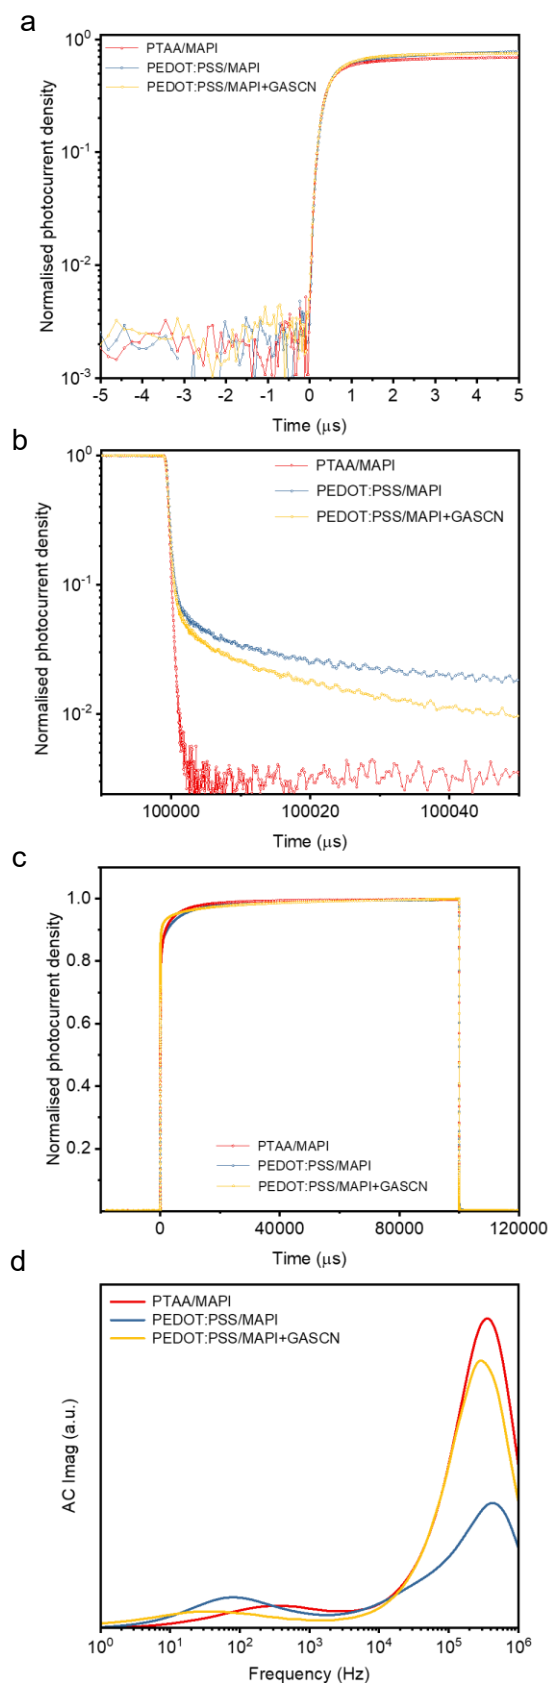 a
10⁰
10⁻¹
10⁻²
10⁻³
Normalised photocurrent density
PTAA/MAPI
PEDOT:PSS/MAPI
PEDOT:PSS/MAPI+GASCN
-5 -4 -3 -2 -1 0 1 2 3 4 5
Time (μs)
b
10⁰
10⁻¹
10⁻²
Normalised photocurrent density
PTAA/MAPI
PEDOT:PSS/MAPI
PEDOT:PSS/MAPI+GASCN
100000 100020 100040
Time (μs)
c
1.0
0.8
0.6
0.4
0.2
Normalised photocurrent density
PTAA/MAPI
PEDOT:PSS/MAPI
PEDOT:PSS/MAPI+GASCN
0 40000 80000 120000
Time (μs)
d
PTAA/MAPI
PEDOT:PSS/MAPI
PEDOT:PSS/MAPI+GASCN
AC Imag (a.u.)
10⁰ 10¹ 10² 10³ 10⁴ 10⁵ 10⁶
Frequency (Hz)